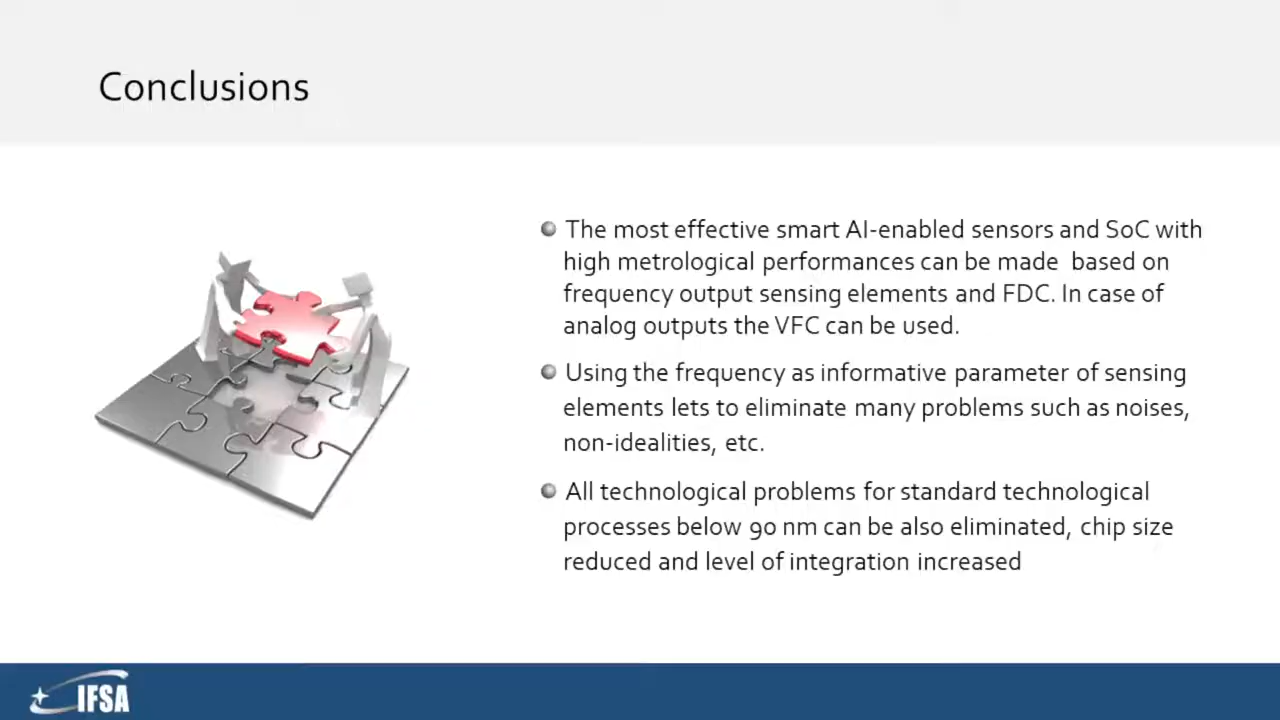 Conclusions
The most effective smart AI-enabled sensors and SoC with
high metrological performances can be made based on
frequency output sensing elements and FDC. In case of
analog outputs the VFC can be used.
Using the frequency as informative parameter of sensing
elements lets to eliminate many problems such as noises,
non-idealities, etc.
All technological problems for standard technological
processes below 90 nm can be also eliminated, chip size
reduced and level of integration increased
IFSA